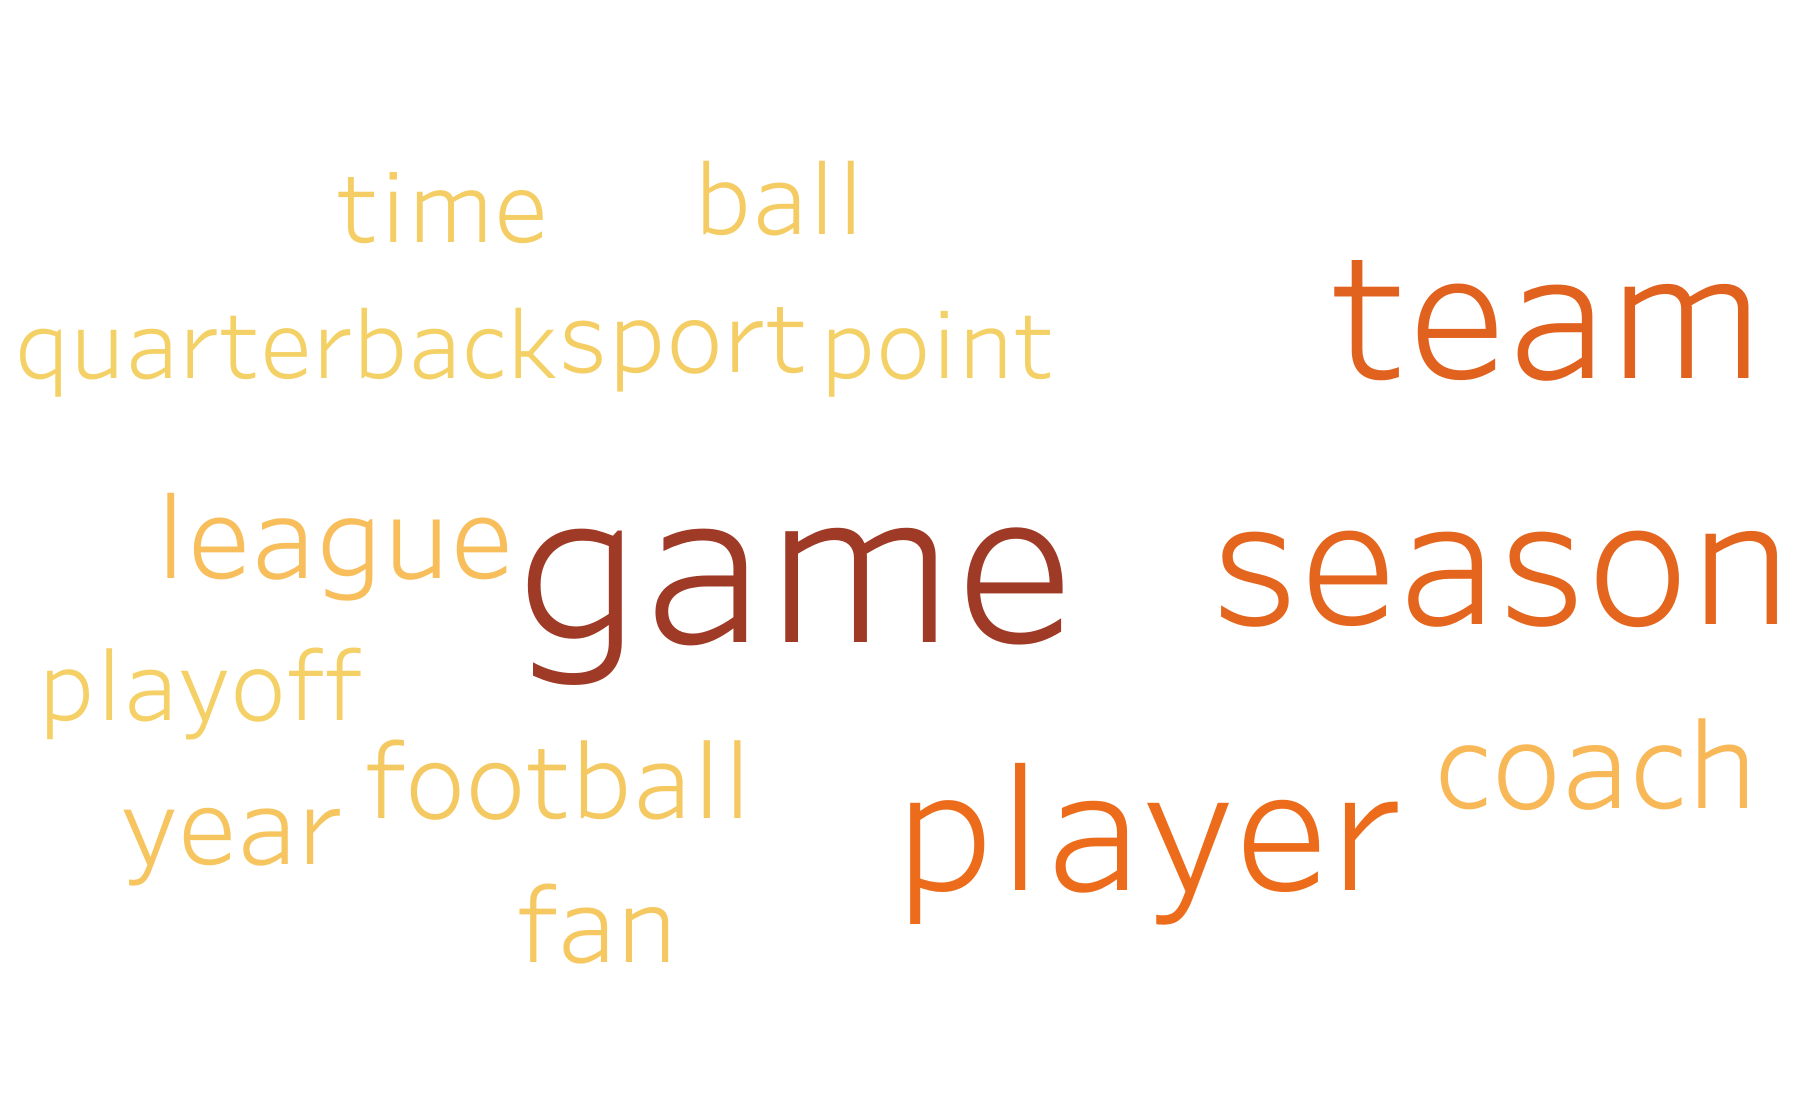 time ball
team
quarterback sport point
league game season
playoff
football coach
year player
fan